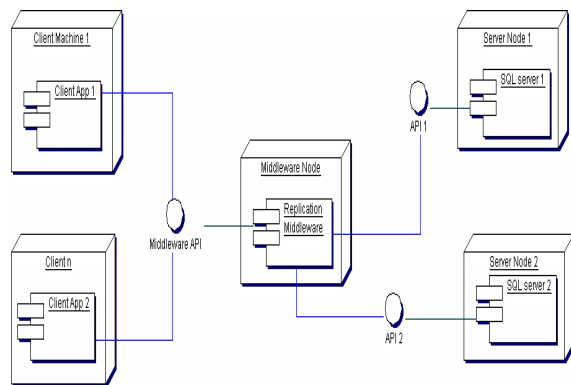 Client Machine 1
Client App 1
Server Node 1
SQL server 1
API 1
Middleware Node
Replication
Middleware
Middleware API
Client n
Client App 2
Server Node 2
SQL server 2
API 2